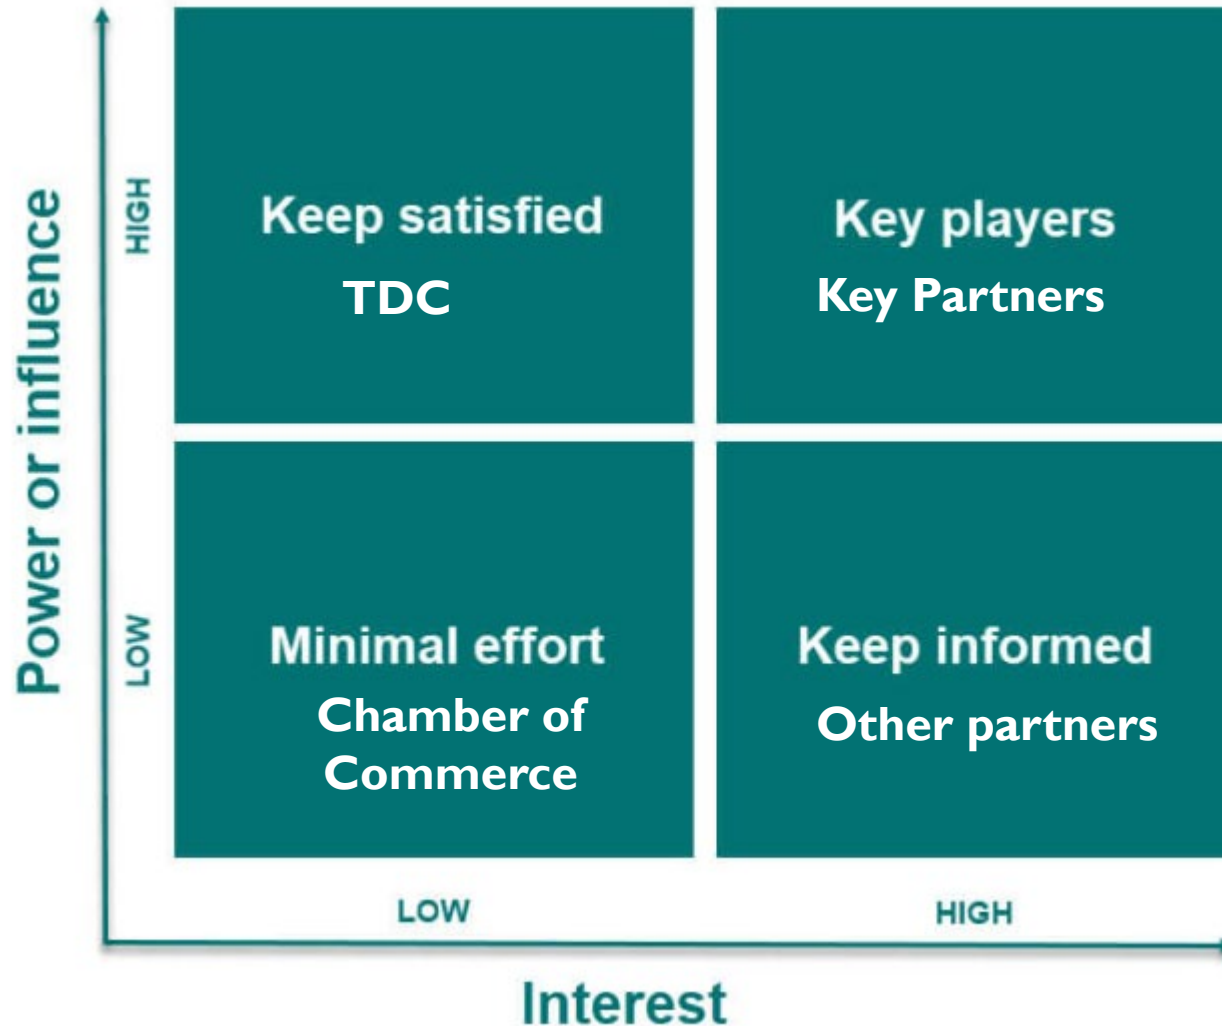 Power or influence
HIGH
Keep satisfied
TDC
Key players
Key Partners
LOW
Minimal effort
Chamber of
Commerce
Keep informed
Other partners
LOW
HIGH
Interest